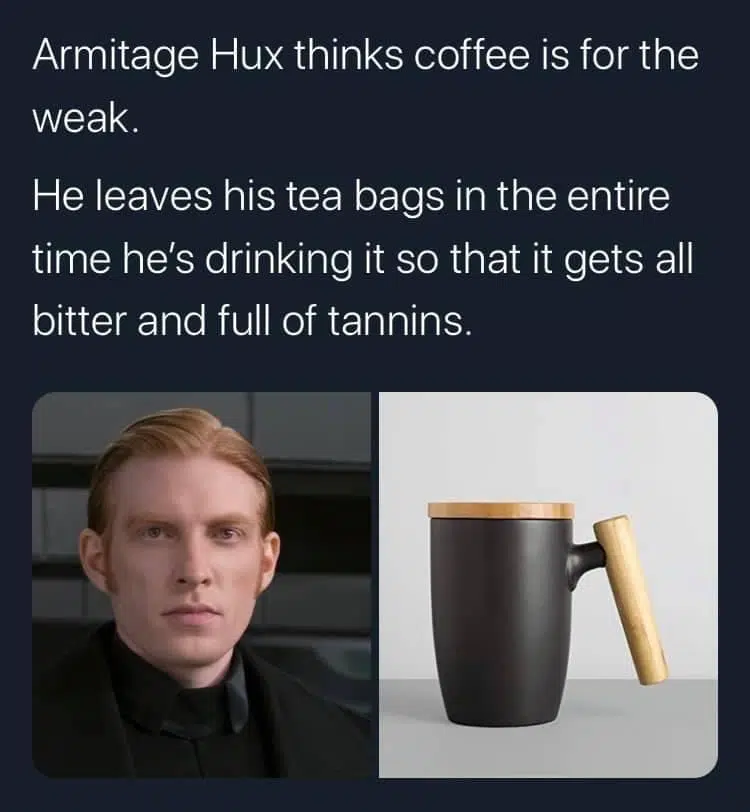 Armitage Hux thinks coffee is for the
weak.
He leaves his tea bags in the entire
time he’s drinking it so that it gets all
bitter and full of tannins.